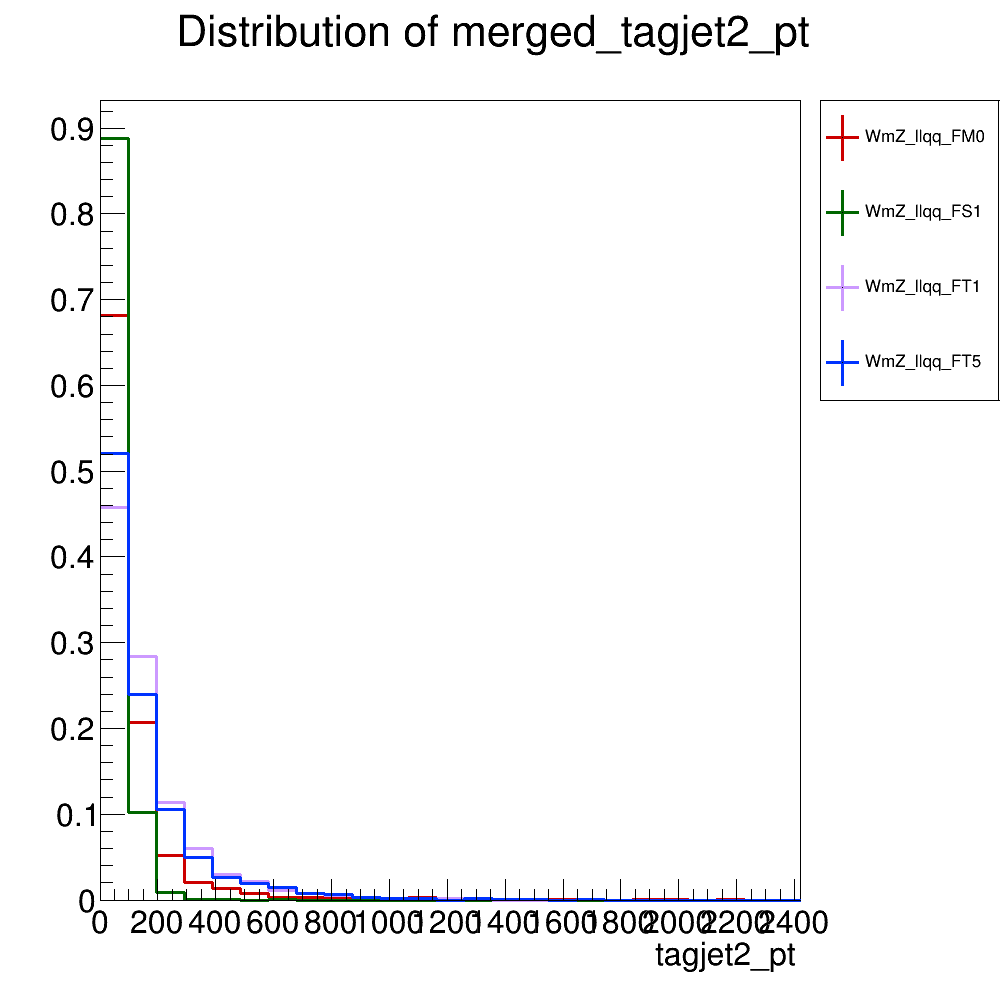 Distribution of merged_tagjet2_pt
WmZ_llqq_FM0
WmZ_llqq_FS1
WmZ_llqq_FT1
WmZ_llqq_FT5
0.9
0.8
0.7
0.6
0.5
0.4
0.3
0.2
0.1
0
0 200 400 600 800 1000 1200 1400 1600 1800 2000 2200 2400
tagjet2_pt